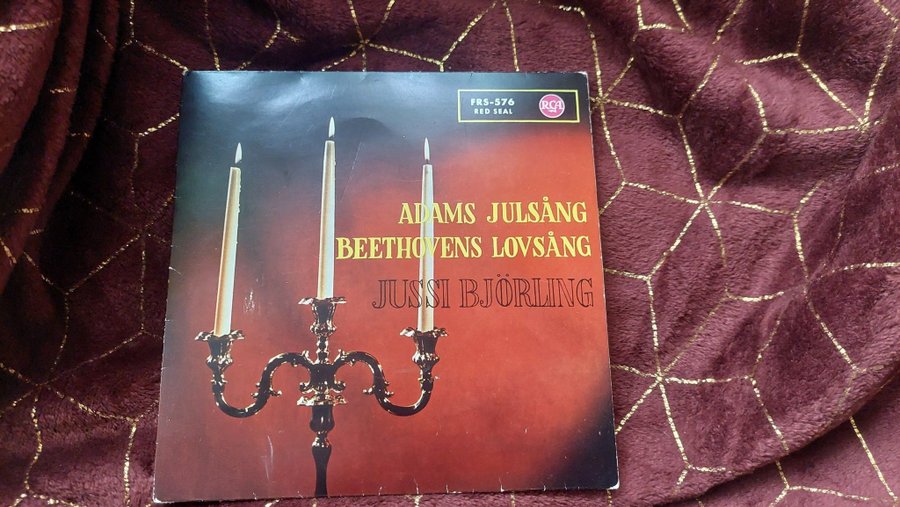 FRS-576
RED SEAL
RCA
ADAMS JULSÅNG
BEETHOVENS LOVSÅNG
JUSSI BJÖRLING